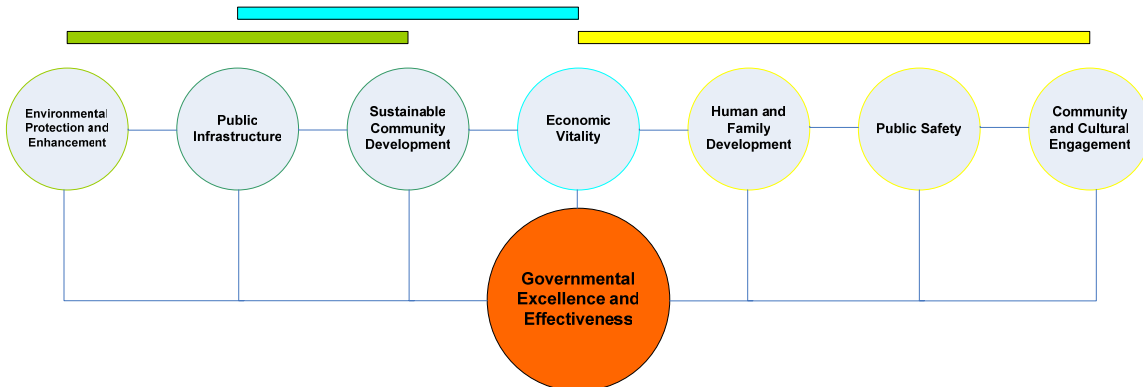 Environmental
Protection and
Enhancement
Public
Infrastructure
Sustainable
Community
Development
Economic
Vitality
Human and
Family
Development
Public Safety
Community
and Cultural
Engagement
Governmental
Excellence and
Effectiveness